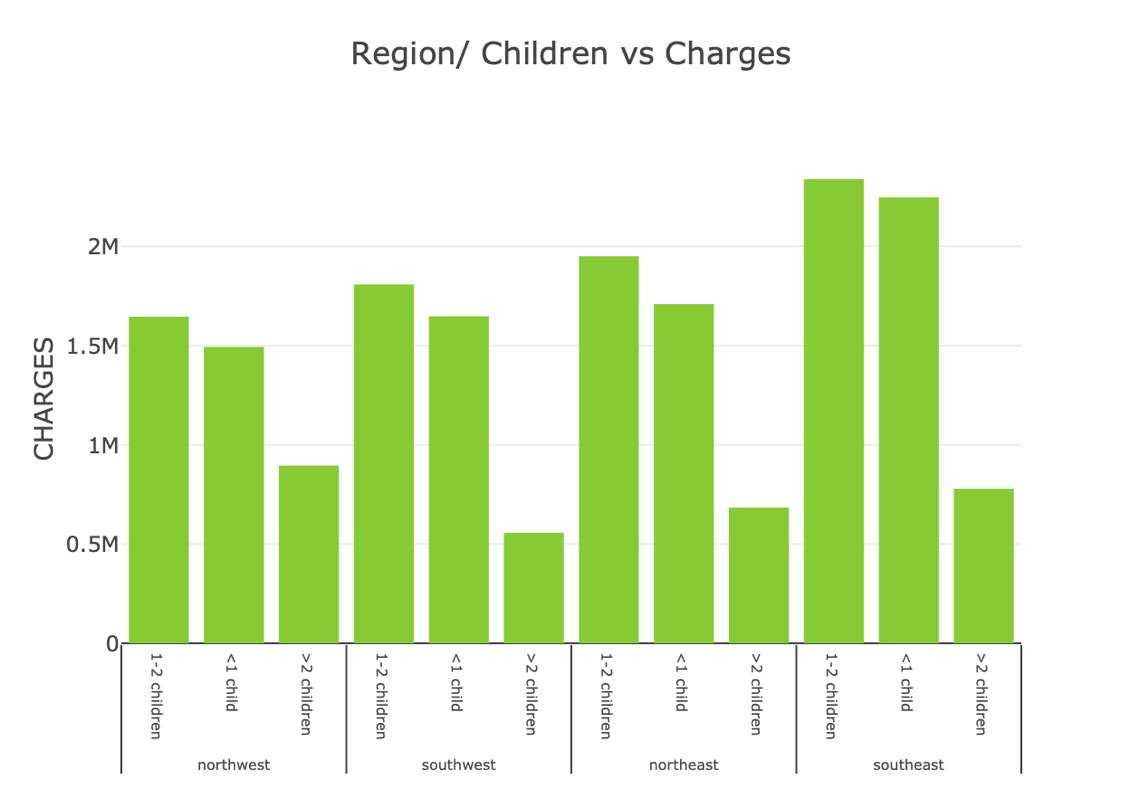 Region/ Children vs Charges
CHARGES
2M
1.5M
1M
0.5M
0
1-2 children
<1 child
>2 children
1-2 children
<1 child
>2 children
1-2 children
<1 child
>2 children
1-2 children
<1 child
>2 children
northwest
southwest
northeast
southeast